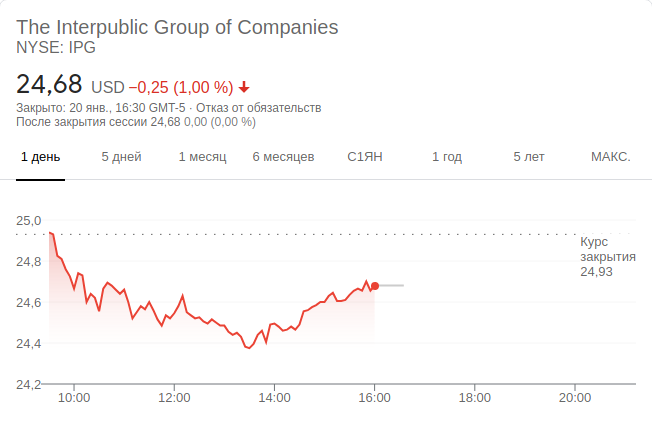 The Interpublic Group of Companies
NYSE: IPG
24,68 USD −0,25 (1,00 %)
Закрыто: 20 янв., 16:30 GMT-5 · Отказ от обязательств
После закрытия сессии 24,68 0,00 (0,00 %)
1 день 5 дней 1 месяц 6 месяцев С1ЯН 1 год 5 лет МАКС.
25,0
Курс
закрытия
24,93
24,8
24,6
24,4
24,2
10:00 12:00 14:00 16:00 18:00 20:00